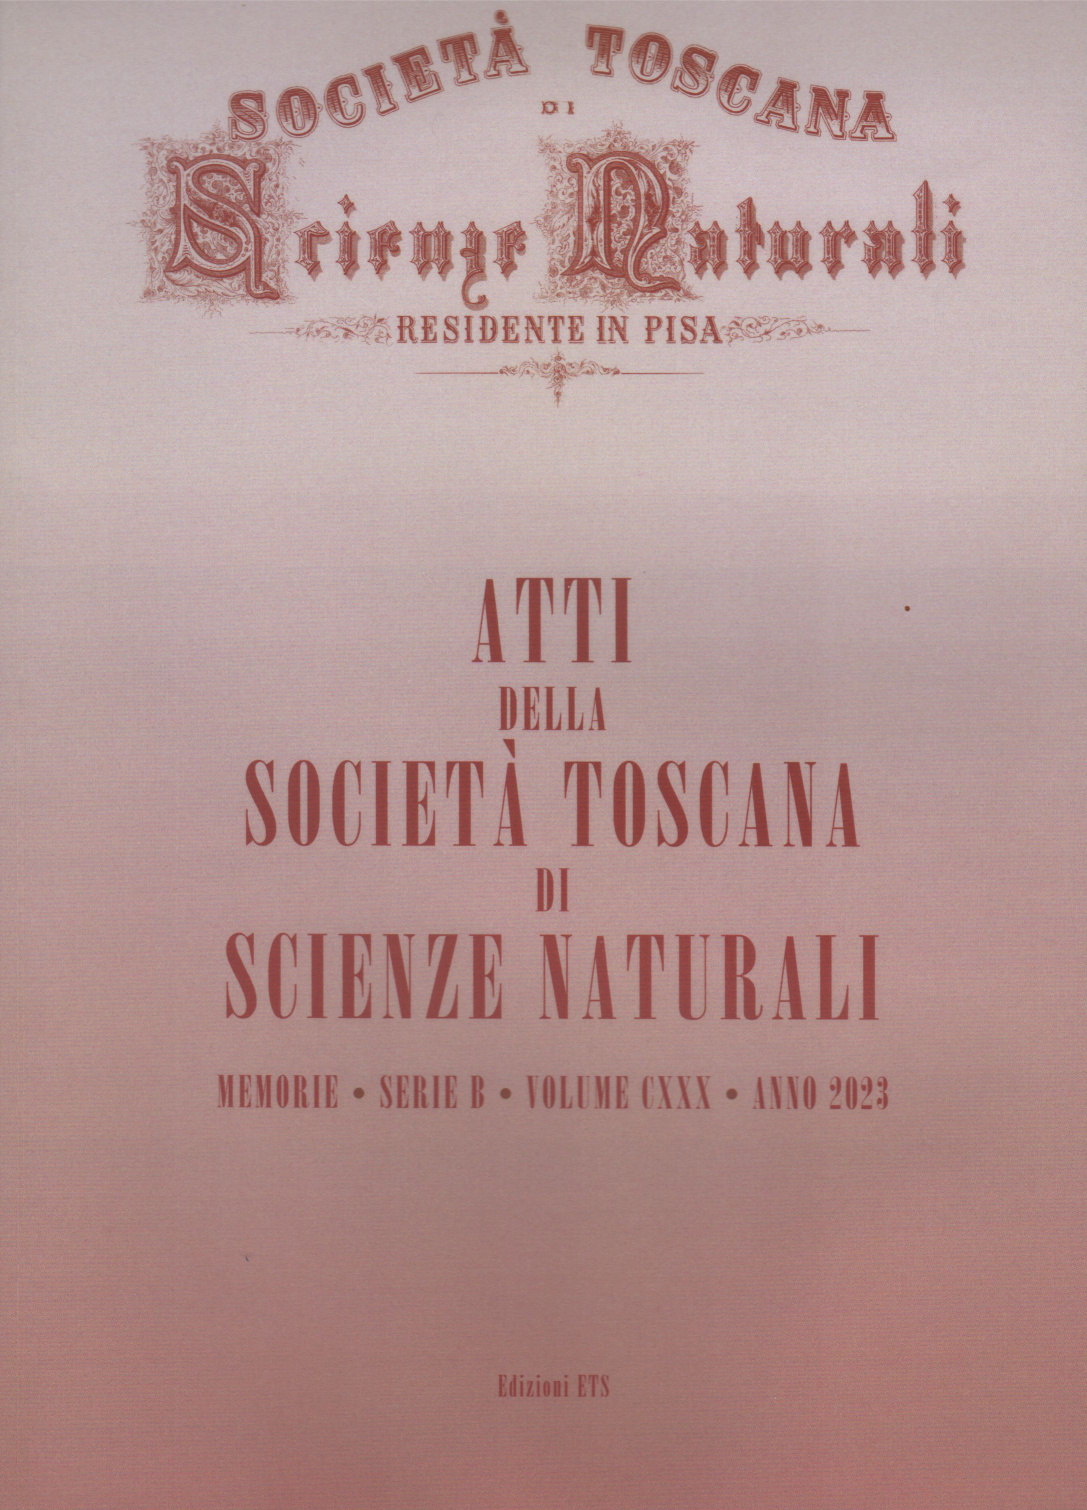 SOCIETÀ TOSCANA
DI
Scienze Naturali
RESIDENTE IN PISA
ATTI
DELLA
SOCIETÀ TOSCANA
DI
SCIENZE NATURALI
MEMORIE • SERIE B • VOLUME CXXX • ANNO 2023
Edizioni ETS